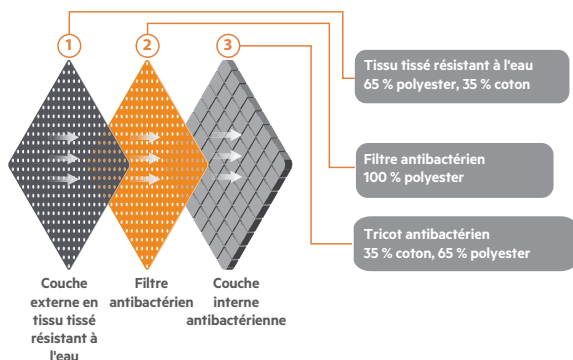 1
2
3
Tissu tissé résistant à l'eau
65 % polyester, 35 % coton
Filtre antibactérien
100 % polyester
Tricot antibactérien
35 % coton, 65 % polyester
Couche
externe en
tissu tissé
résistant à
l'eau
Filtre
antibactérien
Couche
interne
antibactérienne